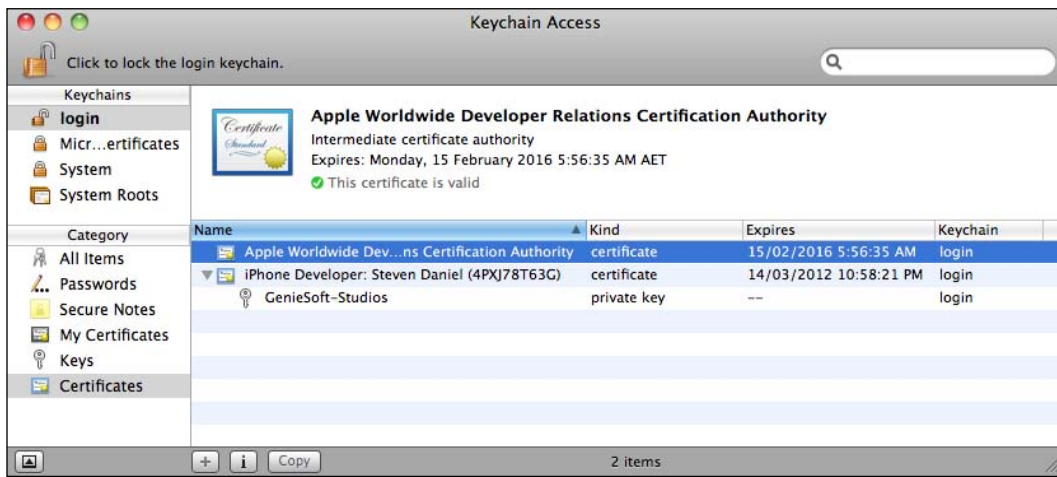 Keychain Access
Click to lock the login keychain.
Keychains
login
Micr...ertificates
System
System Roots
Category
All Items
Passwords
Secure Notes
My Certificates
Keys
Certificates
Certificate
Standard
Apple Worldwide Developer Relations Certification Authority
Intermediate certificate authority
Expires: Monday, 15 February 2016 5:56:35 AM AET
This certificate is valid
Name Kind Expires Keychain
Apple Worldwide Dev...ns Certification Authority certificate 15/02/2016 5:56:35 AM login
iPhone Developer: Steven Daniel (4PXJ78T63G) certificate 14/03/2012 10:58:21 PM login
GenieSoft-Studios private key -- login
+ i Copy 2 items